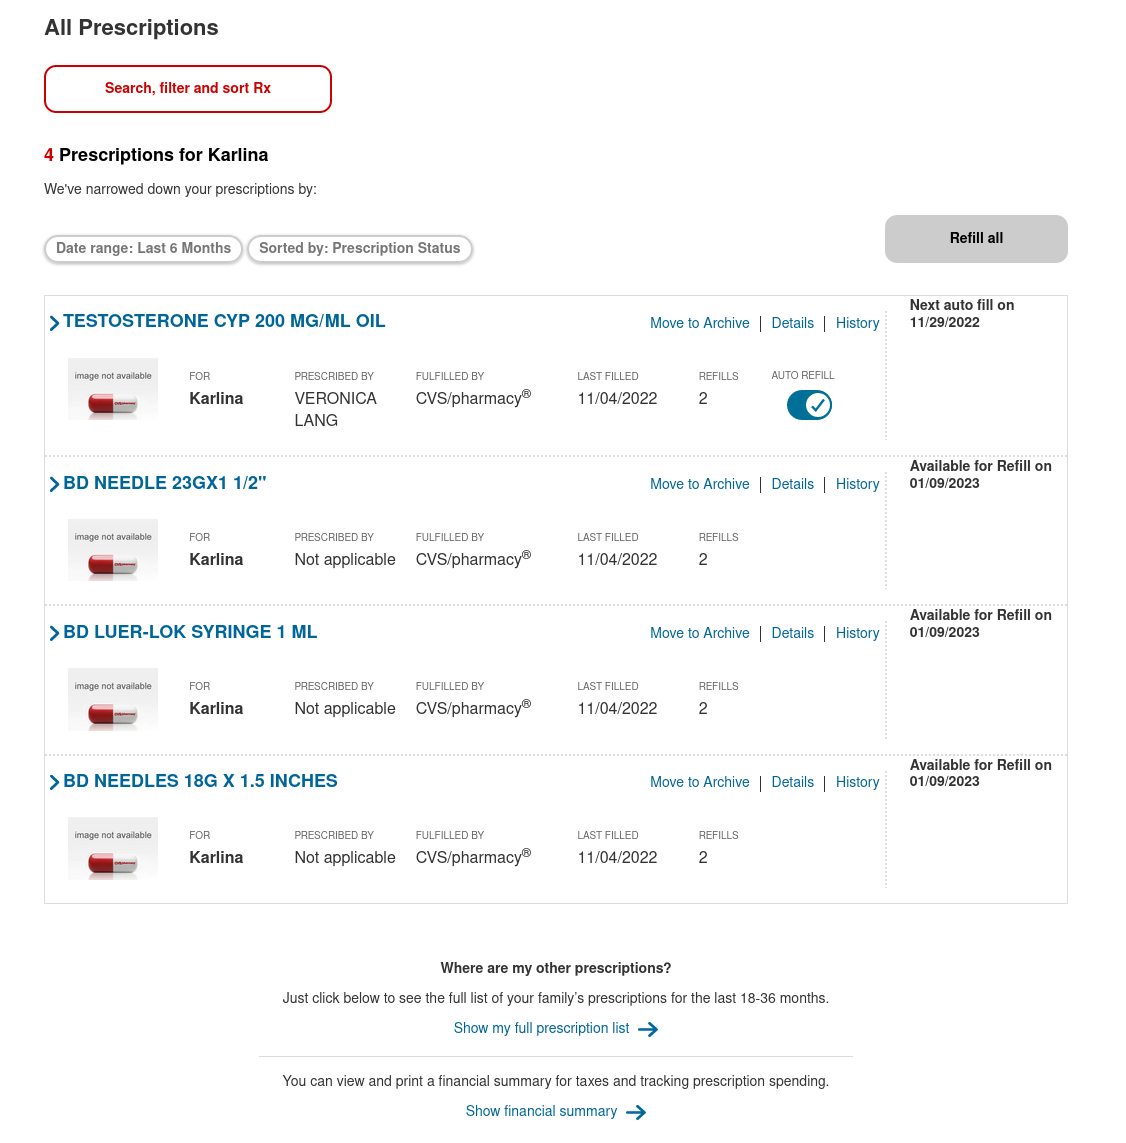 All Prescriptions
Search, filter and sort Rx
4 Prescriptions for Karlina
We've narrowed down your prescriptions by:
Date range: Last 6 Months
Sorted by: Prescription Status
Refill all
TESTOSTERONE CYP 200 MG/ML OIL
Move to Archive | Details | History
Next auto fill on
11/29/2022
image not available
FOR
Karlina
PRESCRIBED BY
VERONICA
LANG
FULFILLED BY
CVS/pharmacy®
LAST FILLED
11/04/2022
REFILLS
2
AUTO REFILL
BD NEEDLE 23GX1 1/2"
Move to Archive | Details | History
Available for Refill on
01/09/2023
image not available
FOR
Karlina
PRESCRIBED BY
Not applicable
FULFILLED BY
CVS/pharmacy®
LAST FILLED
11/04/2022
REFILLS
2
BD LUER-LOK SYRINGE 1 ML
Move to Archive | Details | History
Available for Refill on
01/09/2023
image not available
FOR
Karlina
PRESCRIBED BY
Not applicable
FULFILLED BY
CVS/pharmacy®
LAST FILLED
11/04/2022
REFILLS
2
BD NEEDLES 18G X 1.5 INCHES
Move to Archive | Details | History
Available for Refill on
01/09/2023
image not available
FOR
Karlina
PRESCRIBED BY
Not applicable
FULFILLED BY
CVS/pharmacy®
LAST FILLED
11/04/2022
REFILLS
2
Where are my other prescriptions?
Just click below to see the full list of your family’s prescriptions for the last 18-36 months.
Show my full prescription list
You can view and print a financial summary for taxes and tracking prescription spending.
Show financial summary